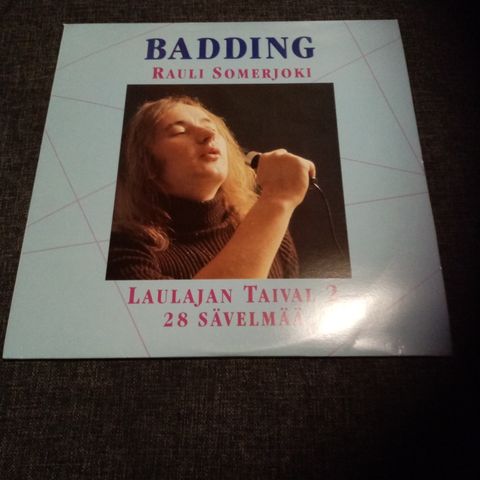 BADDING
RAULI SOMERJOKI
LAULAJAN TAIVAL 2
28 SÄVELMÄÄ